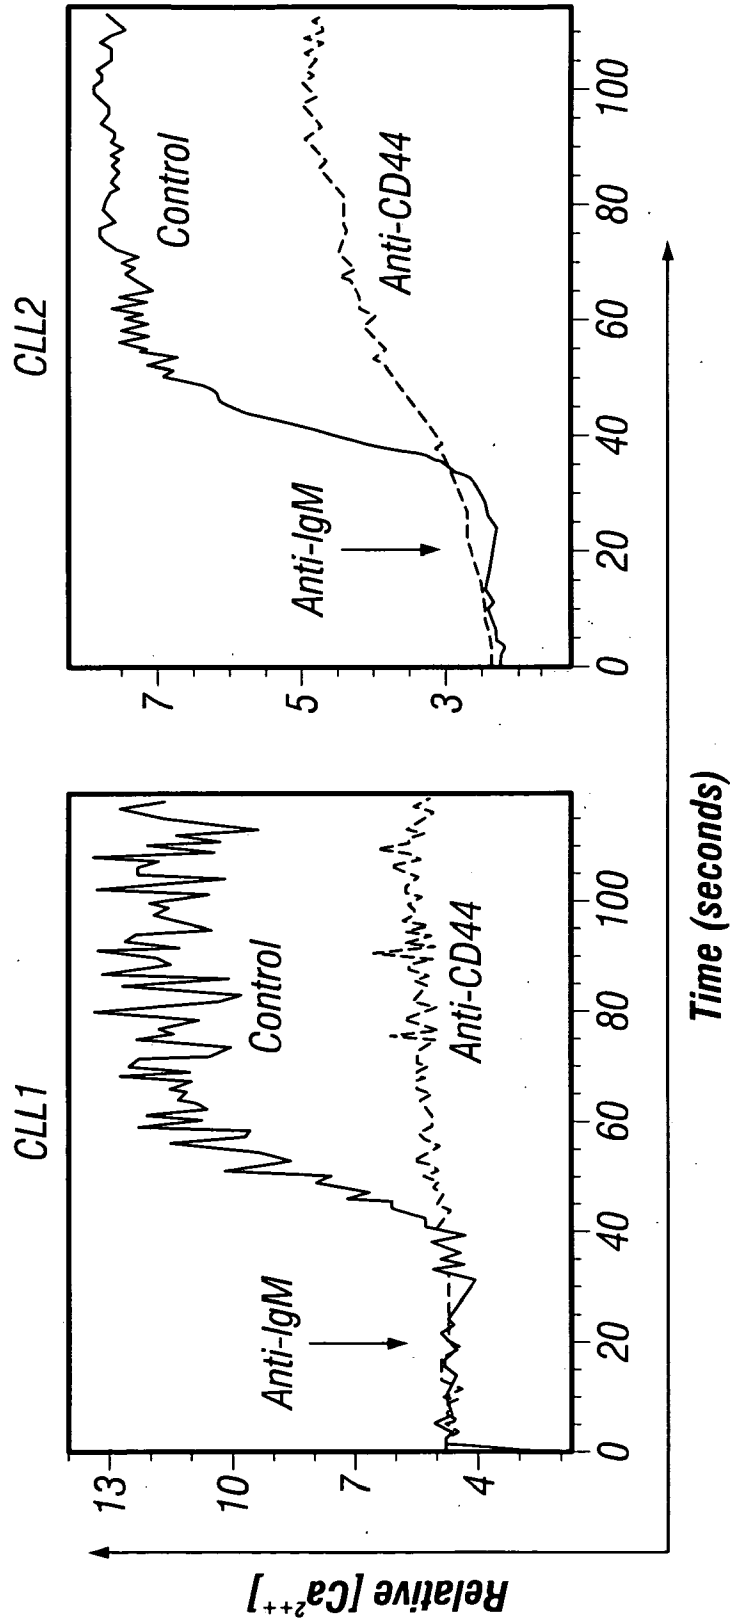 CLL1
CLL2
Relative [Ca²⁺⁺]
13
10
7
4
Anti-IgM
Control
Anti-CD44
0 20 40 60 80 100
7
5
3
Anti-IgM
Control
Anti-CD44
0 20 40 60 80 100
Time (seconds)